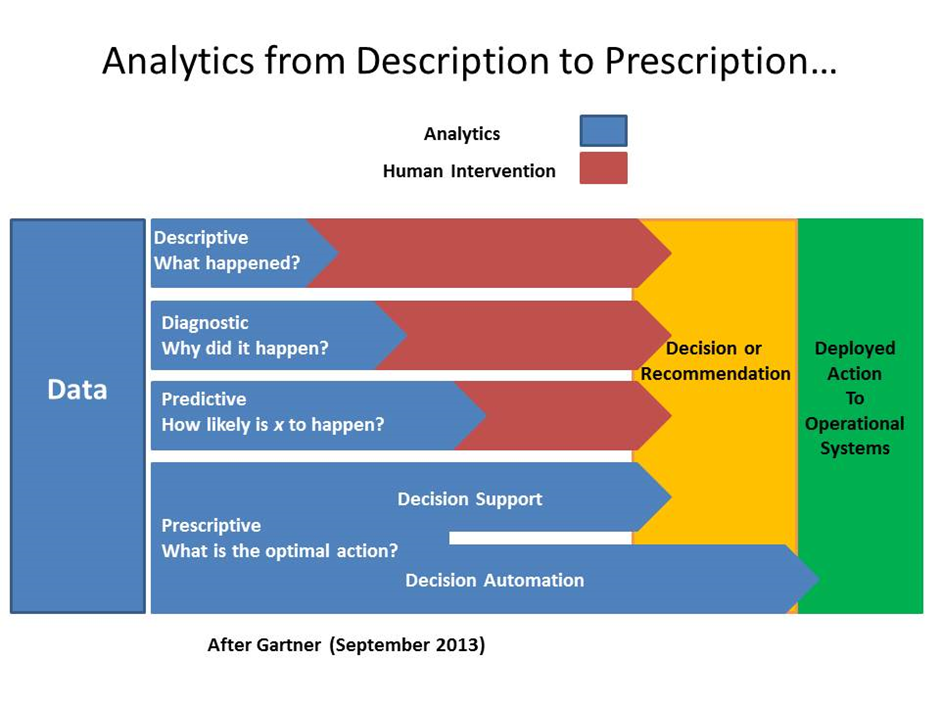 Analytics from Description to Prescription…
Analytics
Human Intervention
Data
Descriptive
What happened?
Diagnostic
Why did it happen?
Predictive
How likely is x to happen?
Prescriptive
What is the optimal action?
Decision Support
Decision Automation
Decision or
Recommendation
Deployed
Action
To
Operational
Systems
After Gartner (September 2013)